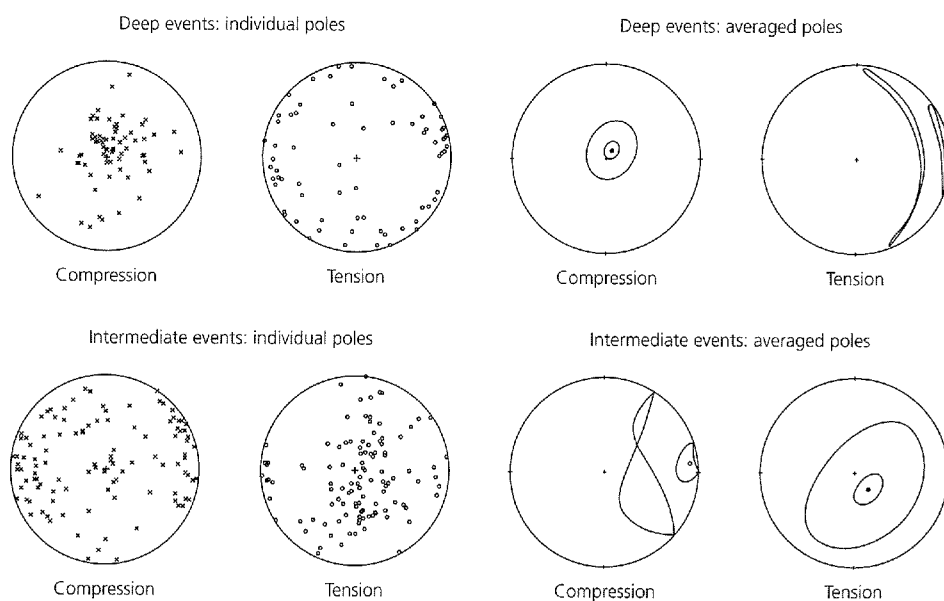 Deep events: individual poles
Deep events: averaged poles
Compression
Tension
Compression
Tension
Intermediate events: individual poles
Intermediate events: averaged poles
Compression
Tension
Compression
Tension